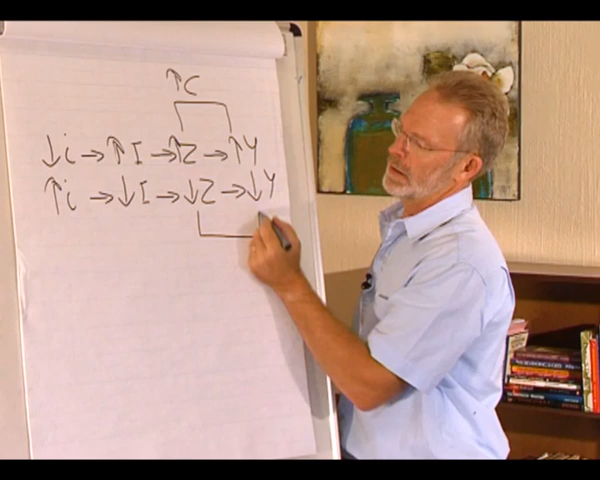 ↑C
↓i → ↑I → ↑Z → ↑Y
↑i → ↓I → ↓Z → ↓Y